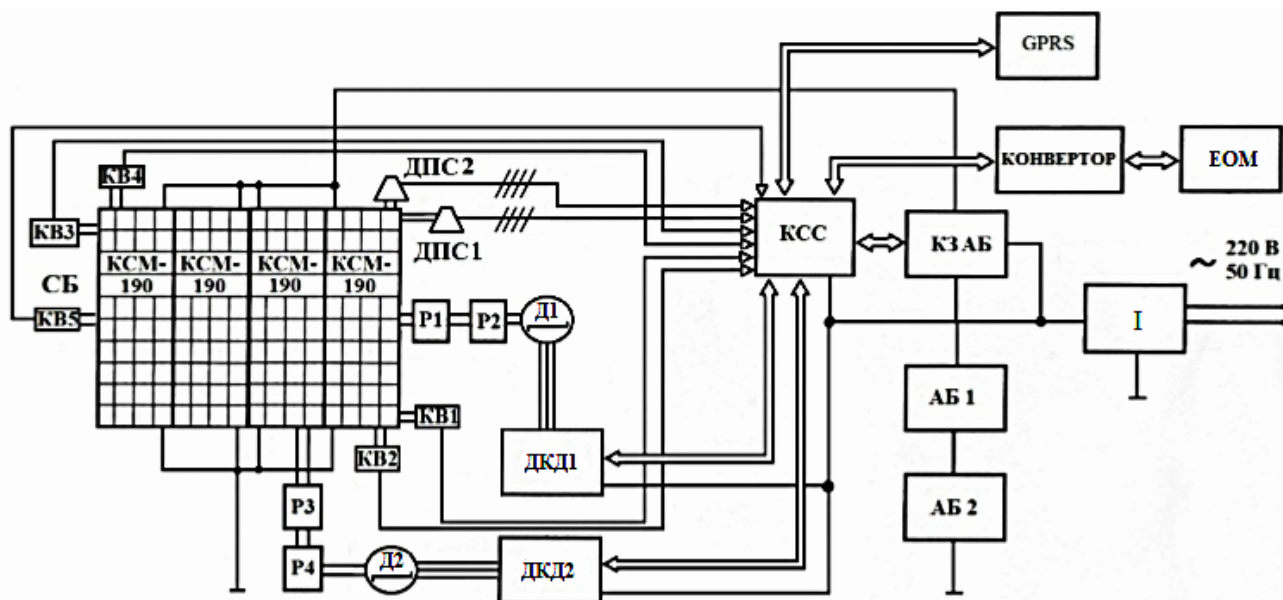 GPRS
КОНВЕРТОР
ЕОМ
ДПС 2
КВ4
КВ3
ДПС1
КСС
КЗ АБ
~ 220 В
50 Гц
КСМ-
190
КСМ-
190
КСМ-
190
КСМ-
190
СБ
КВ5
Р1
Р2
Д1
I
АБ 1
КВ1
КВ2
ДКД1
АБ 2
Р3
Р4
Д2
ДКД2